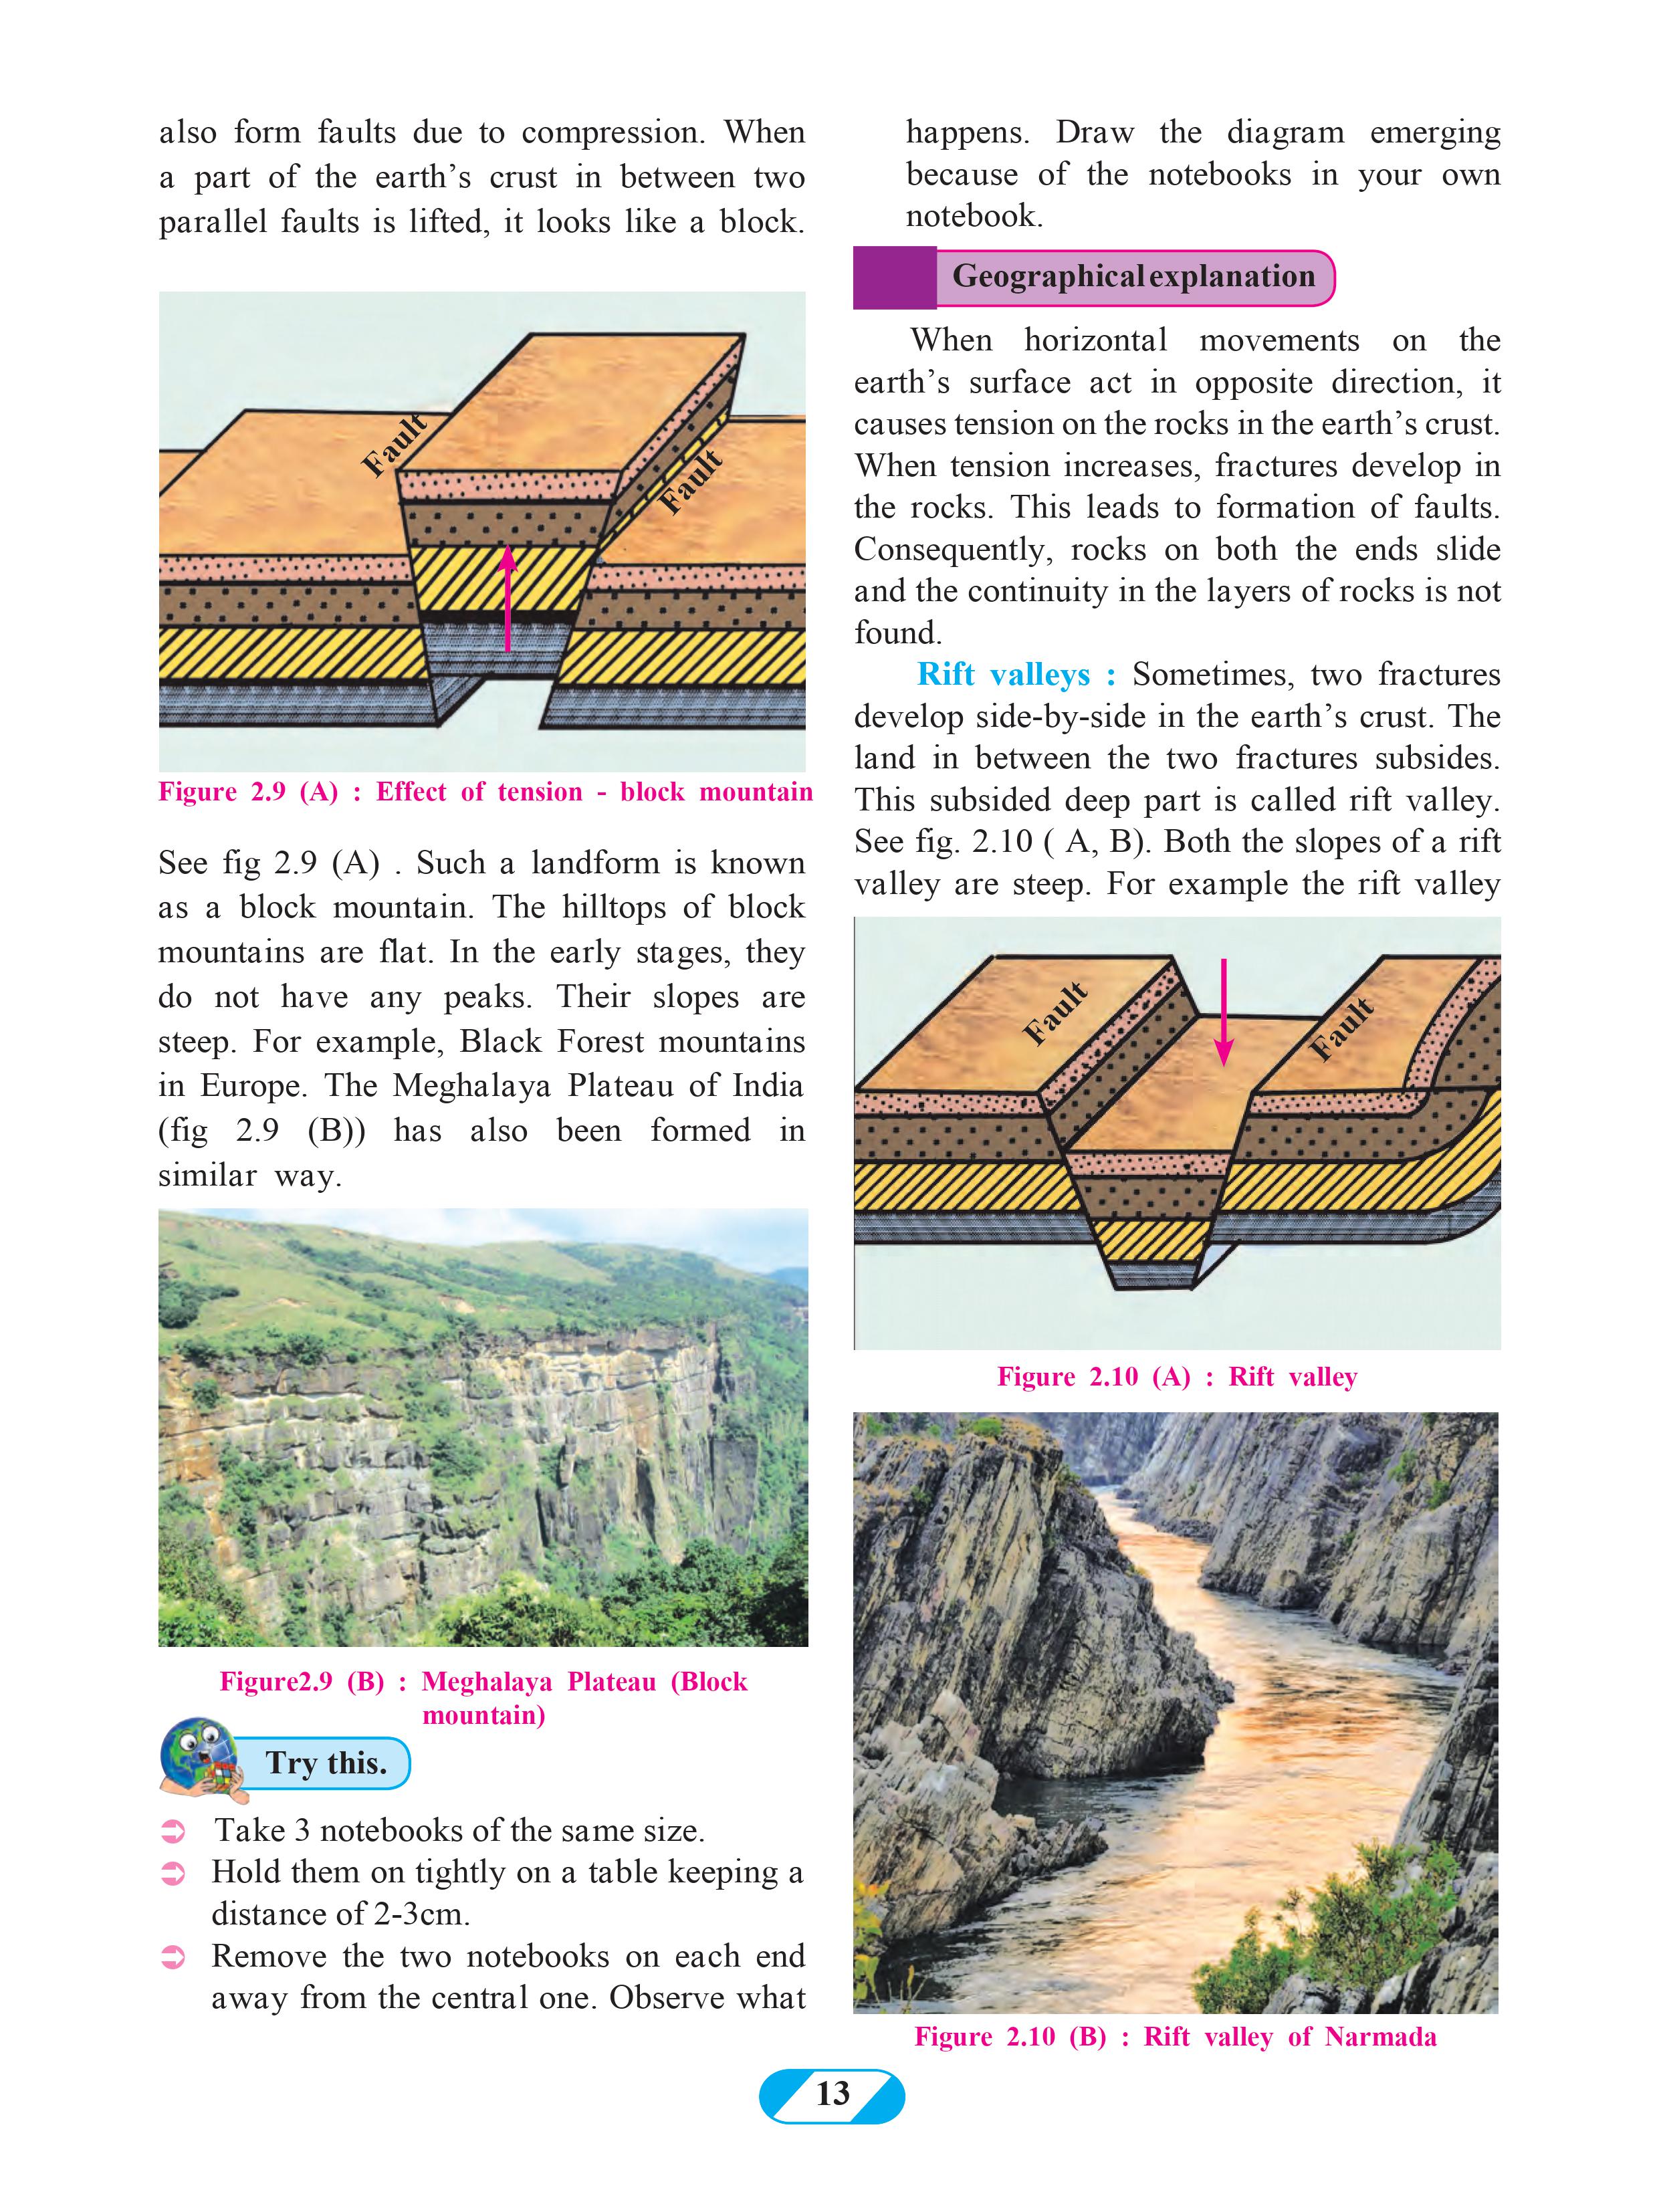 also form faults due to compression. When
a part of the earth's crust in between two
parallel faults is lifted, it looks like a block.
Fault
Fault
Figure 2.9 (A) : Effect of tension - block mountain
See fig 2.9 (A) . Such a landform is known
as a block mountain. The hilltops of block
mountains are flat. In the early stages, they
do not have any peaks. Their slopes are
steep. For example, Black Forest mountains
in Europe. The Meghalaya Plateau of India
(fig 2.9 (B)) has also been formed in
similar way.
Figure2.9 (B) : Meghalaya Plateau (Block
mountain)
Try this.
Take 3 notebooks of the same size.
Hold them on tightly on a table keeping a
distance of 2-3cm.
Remove the two notebooks on each end
away from the central one. Observe what
happens. Draw the diagram emerging
because of the notebooks in your own
notebook.
Geographical explanation
When horizontal movements on the
earth's surface act in opposite direction, it
causes tension on the rocks in the earth's crust.
When tension increases, fractures develop in
the rocks. This leads to formation of faults.
Consequently, rocks on both the ends slide
and the continuity in the layers of rocks is not
found.
Rift valleys : Sometimes, two fractures
develop side-by-side in the earth's crust. The
land in between the two fractures subsides.
This subsided deep part is called rift valley.
See fig. 2.10 ( A, B). Both the slopes of a rift
valley are steep. For example the rift valley
Fault
Fault
Figure 2.10 (A) : Rift valley
Figure 2.10 (B) : Rift valley of Narmada
13